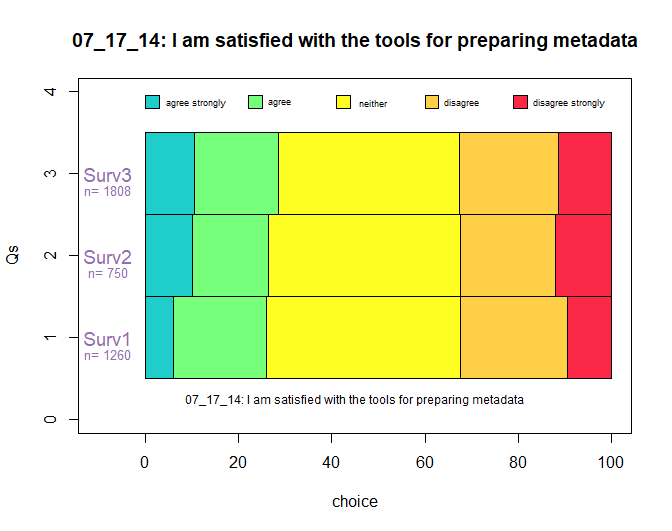 07_17_14: I am satisfied with the tools for preparing metadata
agree strongly agree neither disagree disagree strongly
4
3
2
1
0
Qs
Surv3
n= 1808
Surv2
n= 750
Surv1
n= 1260
07_17_14: I am satisfied with the tools for preparing metadata
0 20 40 60 80 100
choice